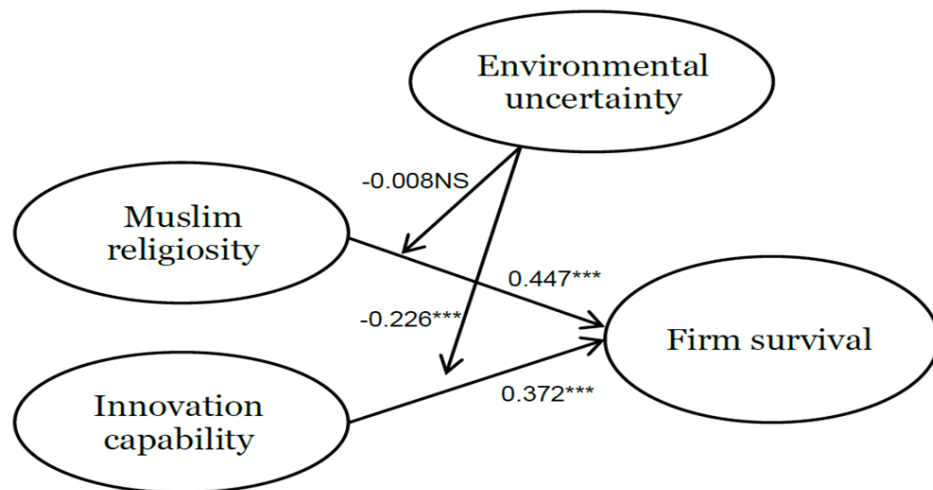 Environmental
uncertainty
-0.008NS
Muslim
religiosity
0.447***
-0.226***
Firm survival
Innovation
capability
0.372***